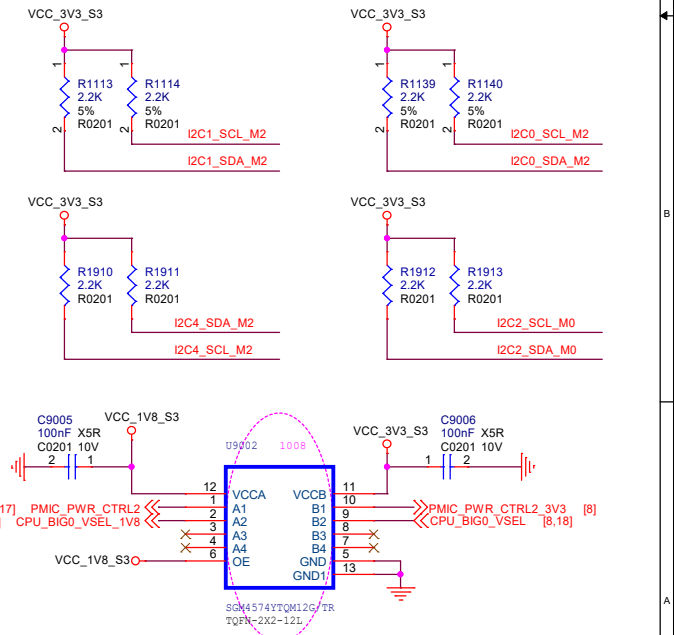 VCC_3V3_S3
VCC_3V3_S3
1
1
R1113
2.2K
5%
R0201
R1114
2.2K
5%
R0201
2
2
1
1
R1139
2.2K
5%
R0201
R1140
2.2K
5%
R0201
2
2
I2C1_SCL_M2
I2C1_SDA_M2
I2C0_SCL_M2
I2C0_SDA_M2
VCC_3V3_S3
VCC_3V3_S3
B
R1910
2.2K
R0201
R1911
2.2K
R0201
R1912
2.2K
R0201
R1913
2.2K
R0201
I2C4_SDA_M2
I2C4_SCL_M2
I2C2_SCL_M0
I2C2_SDA_M0
C9005
100nF X5R
C0201 10V
2 1
VCC_1V8_S3
U9002 1008
VCC_3V3_S3
C9006
100nF X5R
C0201 10V
1 2
12 VCCA VCCB 11
17] PMIC_PWR_CTRL2 1 A1 B1 10 PMIC_PWR_CTRL2_3V3 [8]
] CPU_BIG0_VSEL_1V8 2 A2 B2 9 CPU_BIG0_VSEL [8,18]
3 A3 B3 8
4 A4 B4 7
VCC_1V8_S3 6 OE GND 5
GND1 13
SGM4574YTQM12G/TR
TQFN-2X2-12L
A